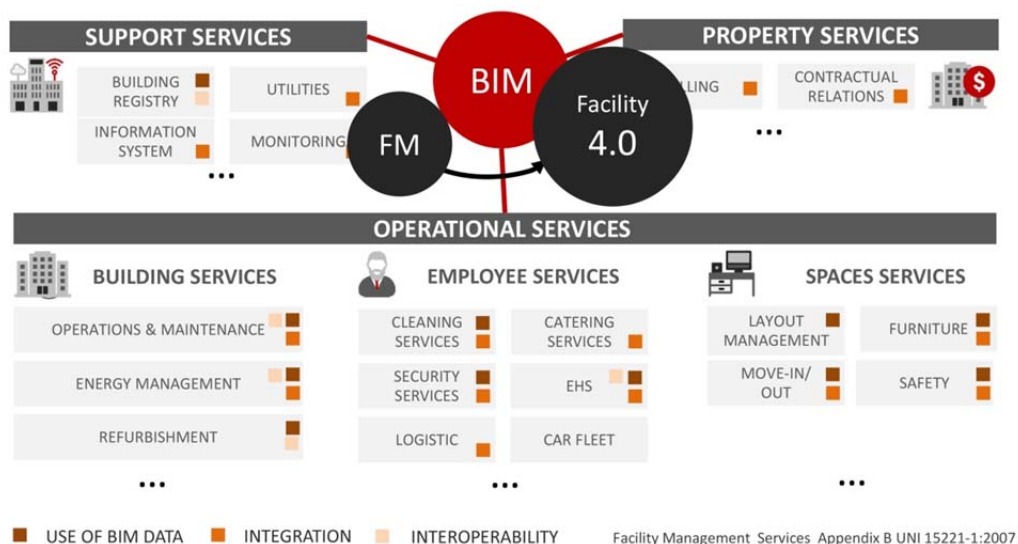 SUPPORT SERVICES
BUILDING
REGISTRY
UTILITIES
INFORMATION
SYSTEM
MONITORING
...
BIM
FM
Facility
4.0
PROPERTY SERVICES
LLING
CONTRACTUAL
RELATIONS
$
...
OPERATIONAL SERVICES
BUILDING SERVICES
OPERATIONS & MAINTENANCE
ENERGY MANAGEMENT
REFURBISHMENT
...
EMPLOYEE SERVICES
CLEANING
SERVICES
CATERING
SERVICES
SECURITY
SERVICES
EHS
LOGISTIC
CAR FLEET
...
SPACES SERVICES
LAYOUT
MANAGEMENT
FURNITURE
MOVE-IN/
OUT
SAFETY
...
USE OF BIM DATA
INTEGRATION
INTEROPERABILITY
Facility Management Services Appendix B UNI 15221-1:2007